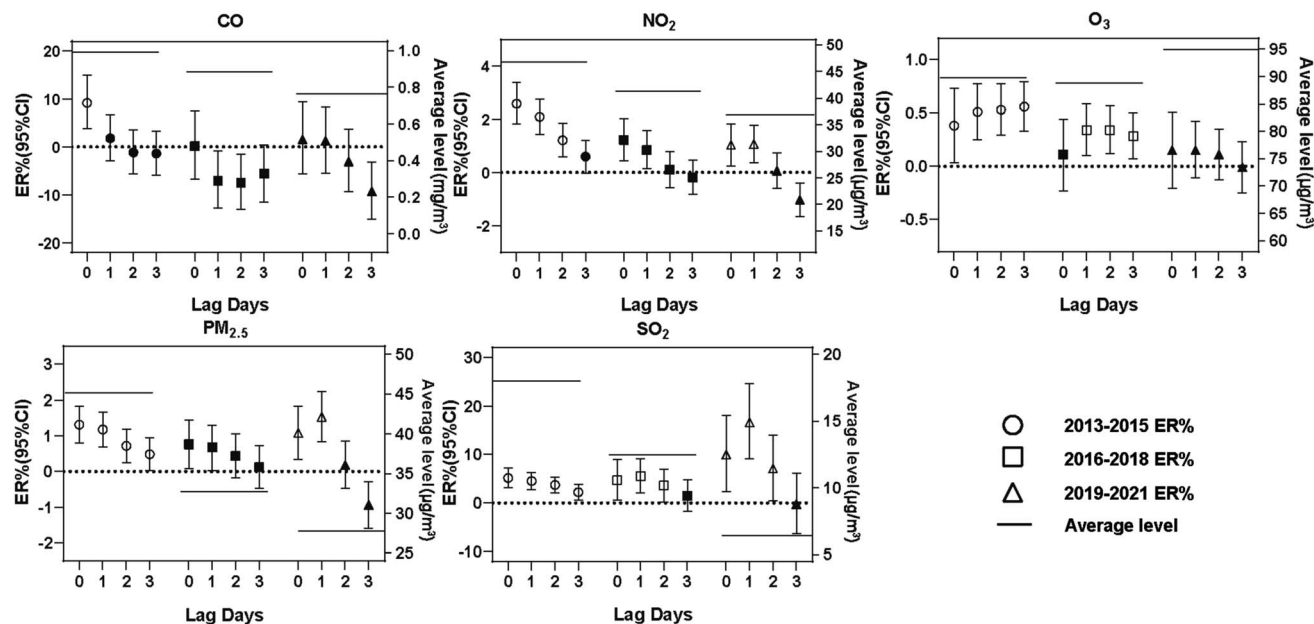 CO
ER%(95%CI)
20
10
0
-10
-20
Average level(mg/m³)
1.0
0.8
0.6
0.4
0.2
0.0
0 1 2 3 0 1 2 3 0 1 2 3
Lag Days
NO₂
ER%(95%CI)
4
2
0
-2
Average level(μg/m³)
50
45
40
35
30
25
20
15
0 1 2 3 0 1 2 3 0 1 2 3
Lag Days
O₃
ER%(95%CI)
1.0
0.5
0.0
-0.5
Average level(μg/m³)
95
90
85
80
75
70
65
60
0 1 2 3 0 1 2 3 0 1 2 3
Lag Days
PM₂.₅
ER%(95%CI)
3
2
1
0
-1
-2
Average level(μg/m³)
50
45
40
35
30
25
0 1 2 3 0 1 2 3 0 1 2 3
Lag Days
SO₂
ER%(95%CI)
30
20
10
0
-10
Average level(μg/m³)
20
15
10
5
0 1 2 3 0 1 2 3 0 1 2 3
Lag Days
2013-2015 ER%
2016-2018 ER%
2019-2021 ER%
Average level